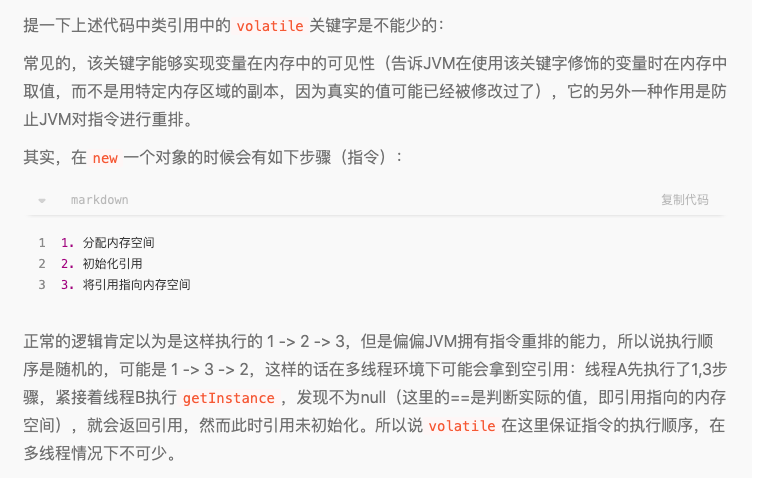 提一下上述代码中类引用中的 volatile 关键字是不能少的：
常见的，该关键字能够实现变量在内存中的可见性（告诉JVM在使用该关键字修饰的变量时在内存中
取值，而不是用特定内存区域的副本，因为真实的值可能已经被修改过了），它的另外一种作用是防
止JVM对指令进行重排。
其实，在 new 一个对象的时候会有如下步骤（指令）：
markdown 复制代码
1 1. 分配内存空间
2 2. 初始化引用
3 3. 将引用指向内存空间
正常的逻辑肯定以为是这样执行的 1 -> 2 -> 3，但是偏偏JVM拥有指令重排的能力，所以说执行顺
序是随机的，可能是 1 -> 3 -> 2，这样的话在多线程环境下可能会拿到空引用：线程A先执行了1,3步
骤，紧接着线程B执行 getInstance ，发现不为null（这里的==是判断实际的值，即引用指向的内存
空间），就会返回引用，然而此时引用未初始化。所以说 volatile 在这里保证指令的执行顺序，在
多线程情况下不可少。